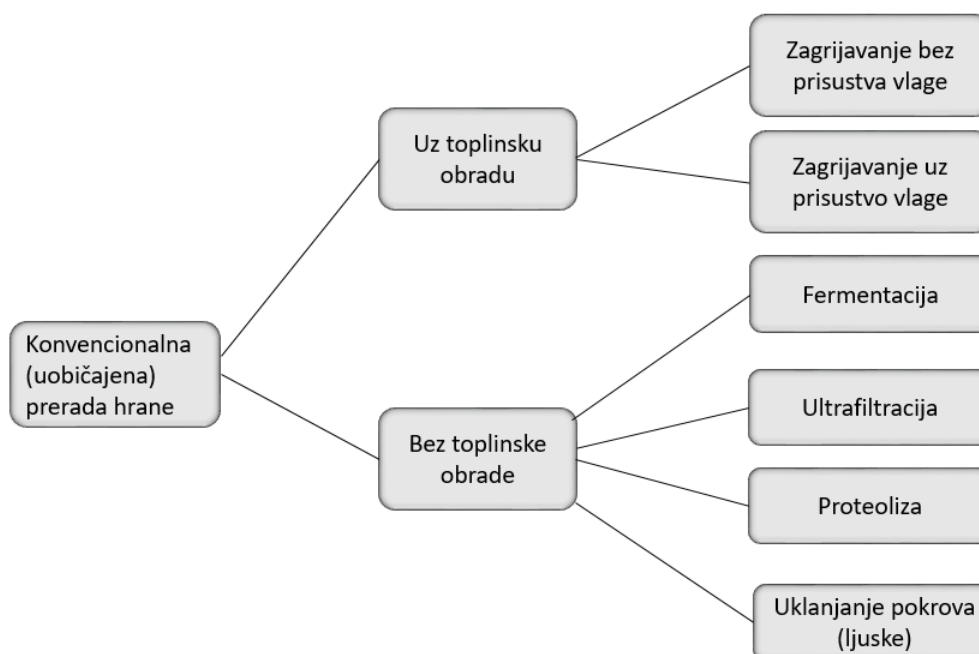 Konvencionalna
(uobičajena)
prerada hrane
Uz toplinsku
obradu
Zagrijavanje bez
prisustva vlage
Zagrijavanje uz
prisustvo vlage
Bez toplinske
obrade
Fermentacija
Ultrafiltracija
Proteoliza
Uklanjanje pokrova
(ljuske)